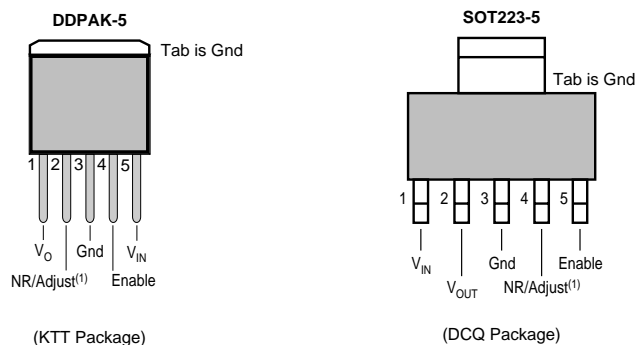 DDPAK-5
Tab is Gnd
1 2 3 4 5
V_O Gnd V_IN
NR/Adjust(1) Enable
(KTT Package)
SOT223-5
Tab is Gnd
1 2 3 4 5
V_IN Gnd Enable
V_OUT NR/Adjust(1)
(DCQ Package)